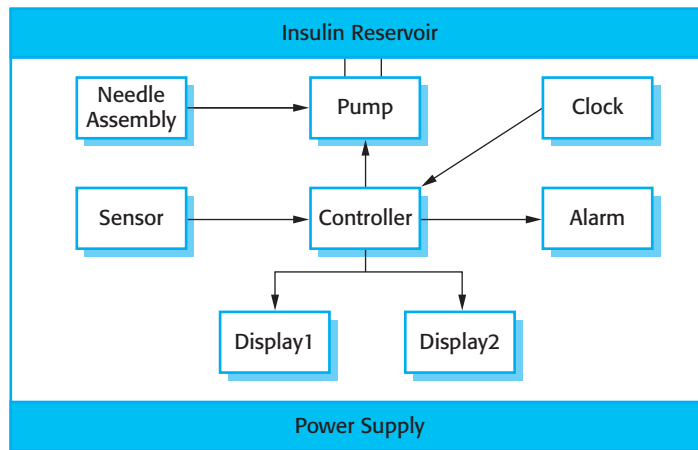 Insulin Reservoir
Needle
Assembly
Pump
Clock
Sensor
Controller
Alarm
Display1
Display2
Power Supply